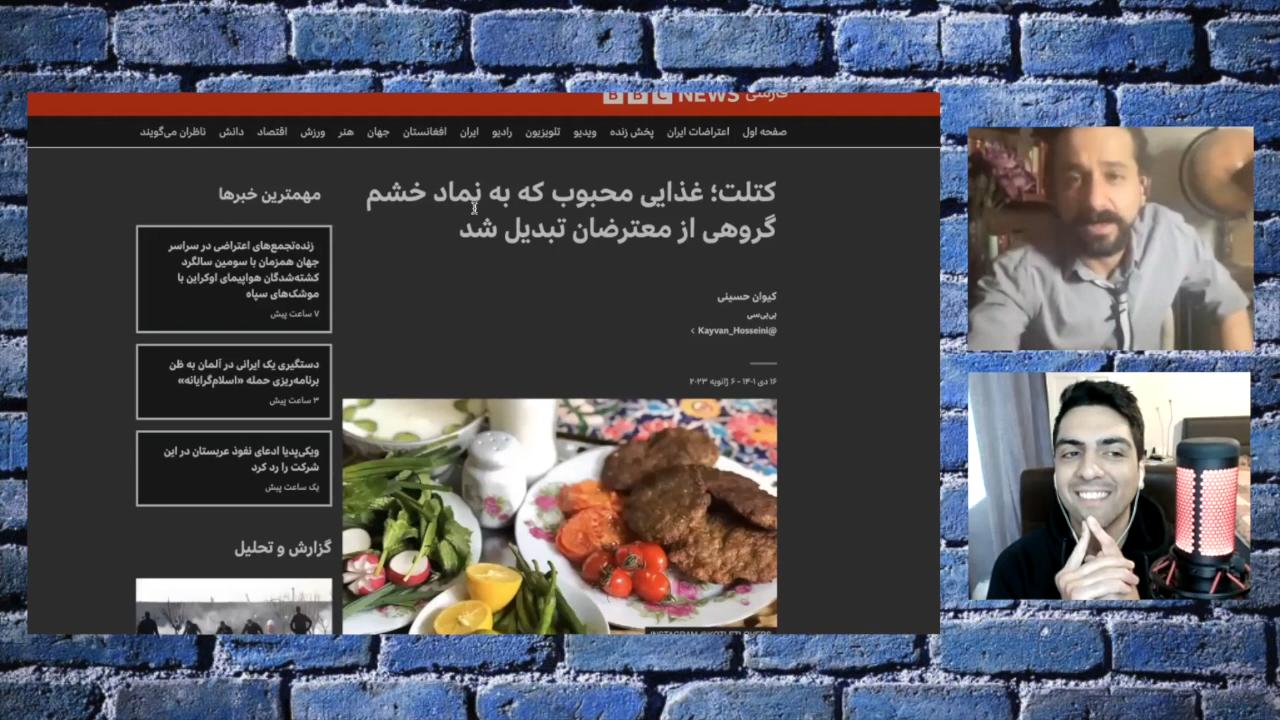 BBC NEWS فارسی
صفحه اول اعتراضات ایران پخش زنده ویدیو تلویزیون رادیو ایران افغانستان جهان هنر ورزش اقتصاد دانش ناظران می‌گویند
کتلت؛ غذایی محبوب که به نماد خشم
گروهی از معترضان تبدیل شد
کیوان حسینی
بی‌بی‌سی
@Kayvan_Hosseini
۱۶ دی ۱۴۰۱ - ۶ ژانویه ۲۰۲۳
مهمترین خبرها
زنده‌تجمع‌های اعتراضی در سراسر
جهان همزمان با سومین سالگرد
کشته‌شدگان هواپیمای اوکراین با
موشک‌های سپاه
۷ ساعت پیش
دستگیری یک ایرانی در آلمان به ظن
برنامه‌ریزی حمله «اسلام‌گرایانه»
۳ ساعت پیش
ویکی‌پدیا ادعای نفوذ عربستان در این
شرکت را رد کرد
یک ساعت پیش
گزارش و تحلیل